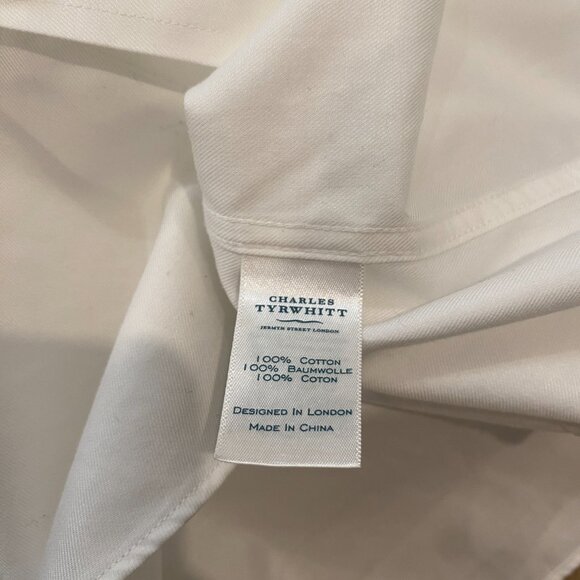 CHARLES
TYRWHITT
JERMYN STREET LONDON
100% COTTON
100% BAUMWOLLE
100% COTON
DESIGNED IN LONDON
MADE IN CHINA